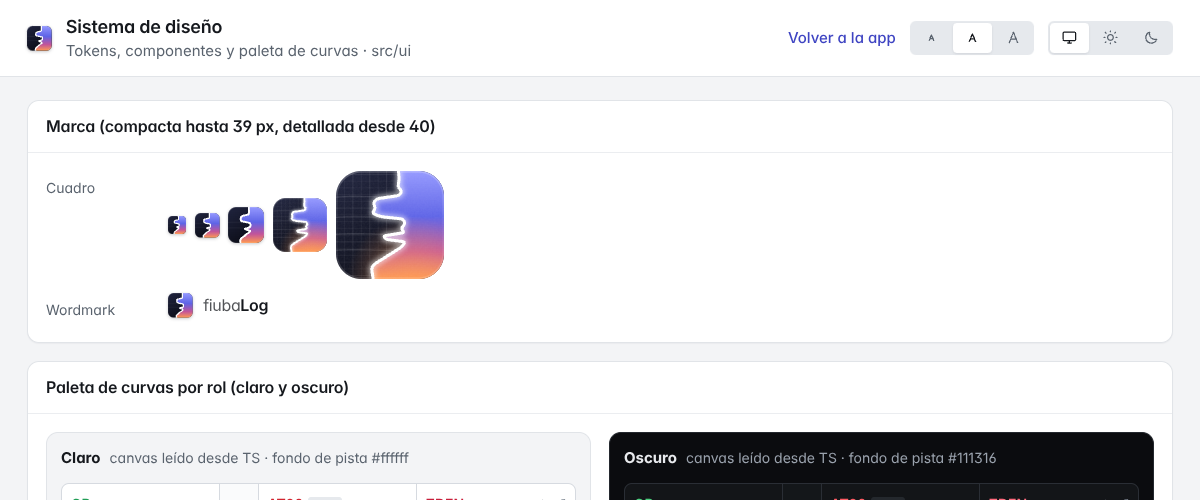 Sistema de diseño
Tokens, componentes y paleta de curvas · src/ui
Volver a la app
A A A
Marca (compacta hasta 39 px, detallada desde 40)
Cuadro
Wordmark
fiubaLog
Paleta de curvas por rol (claro y oscuro)
Claro canvas leído desde TS · fondo de pista #ffffff
Oscuro canvas leído desde TS · fondo de pista #111316